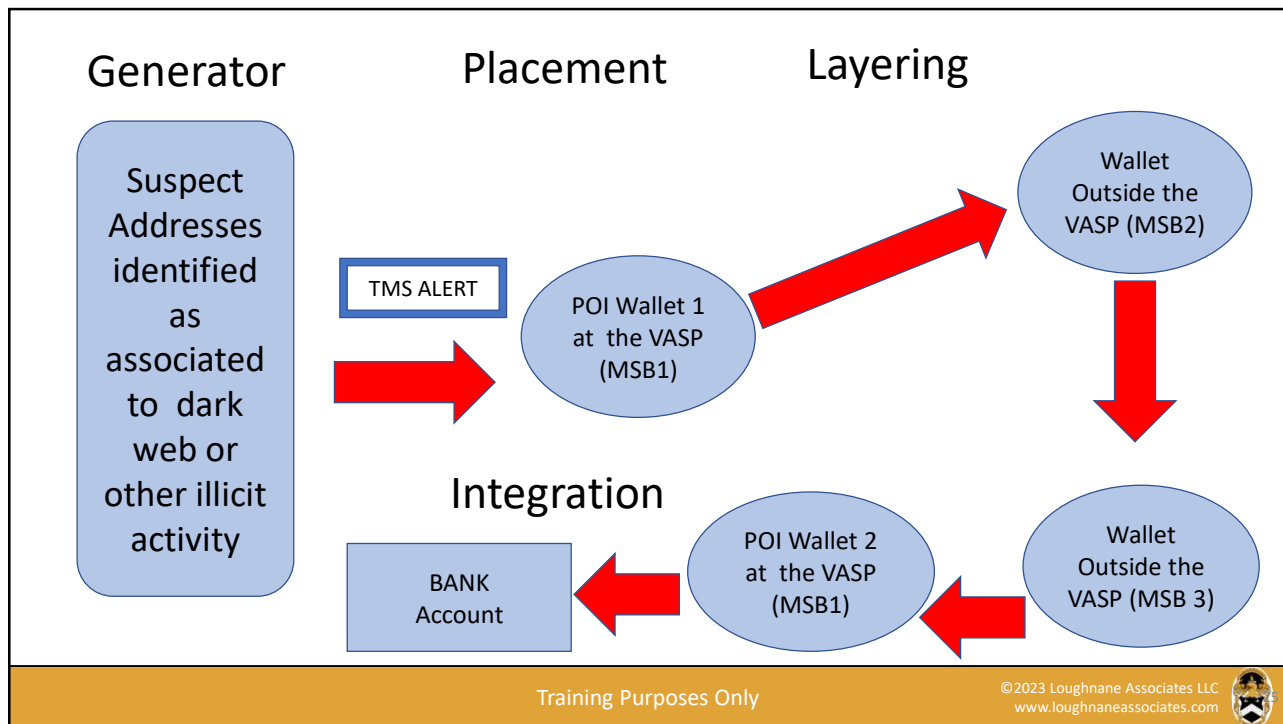 Generator
Placement
Layering
Suspect
Addresses
identified
as
associated
to dark
web or
other illicit
activity
TMS ALERT
POI Wallet 1
at the VASP
(MSB1)
Wallet
Outside the
VASP (MSB2)
Integration
BANK
Account
POI Wallet 2
at the VASP
(MSB1)
Wallet
Outside the
VASP (MSB 3)
Training Purposes Only
©2023 Loughnane Associates LLC
www.loughnaneassociates.com